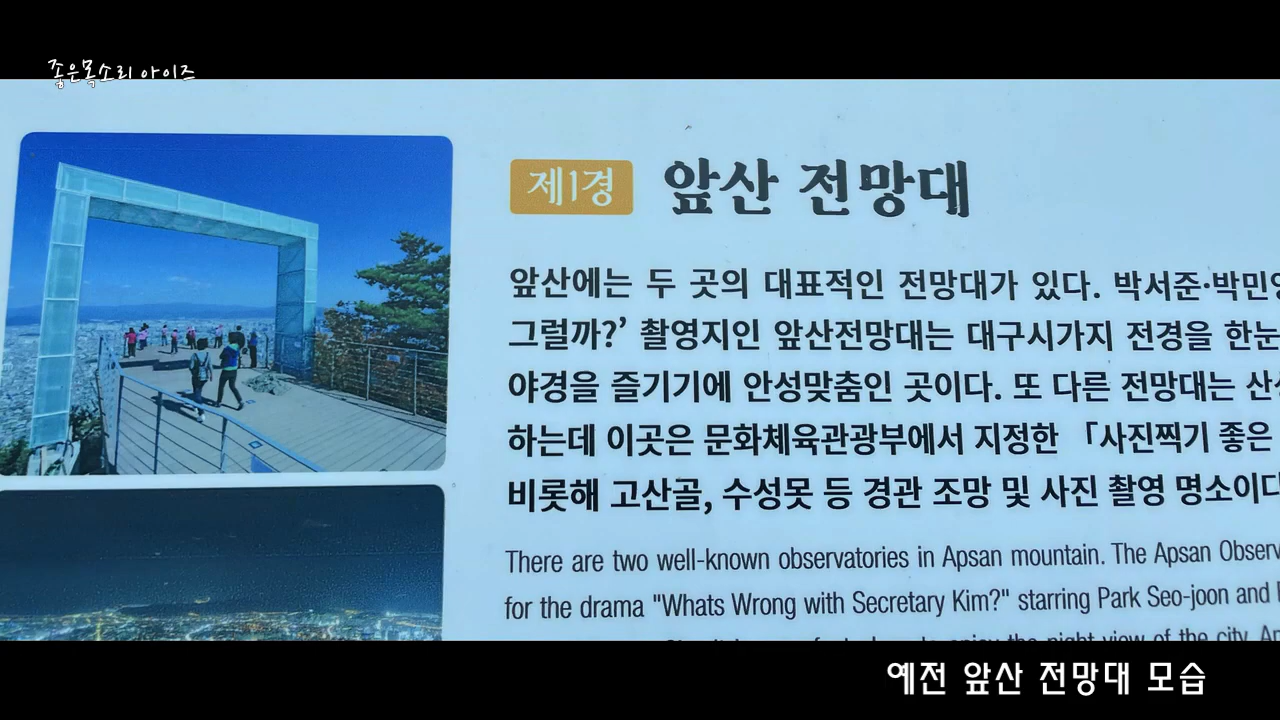 좋은목소리 아이즈
제1경 앞산 전망대
앞산에는 두 곳의 대표적인 전망대가 있다. 박서준·박민영
그럴까?’ 촬영지인 앞산전망대는 대구시가지 전경을 한눈
야경을 즐기기에 안성맞춤인 곳이다. 또 다른 전망대는
하는데 이곳은 문화체육관광부에서 지정한 「사진찍기 좋은
비롯해 고산골, 수성못 등 경관 조망 및 사진 촬영 명소이다
There are two well-known observatories in Apsan mountain. The Apsan
for the drama "Whats Wrong with Secretary Kim?" starring Park Seo-joon and
enjoy the night view of the city.
예전 앞산 전망대 모습